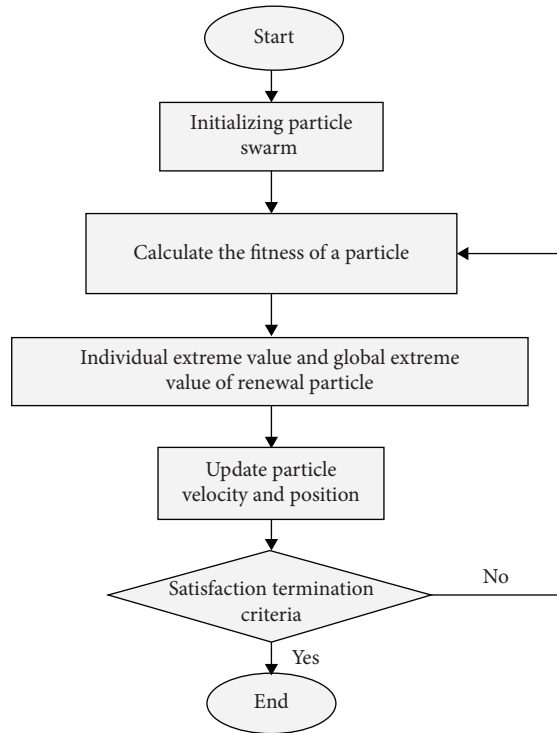 Start
Initializing particle
swarm
Calculate the fitness of a particle
Individual extreme value and global extreme
value of renewal particle
Update particle
velocity and position
Satisfaction termination
criteria
No
Yes
End